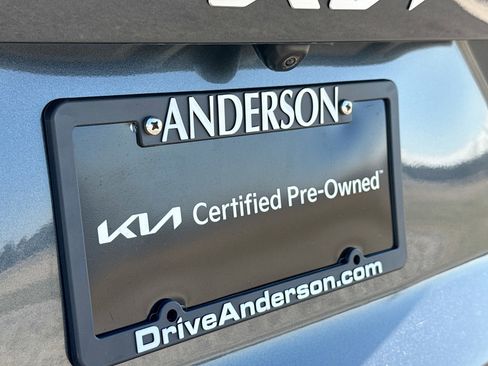 ANDERSON
KIA Certified Pre-Owned™
DriveAnderson.com